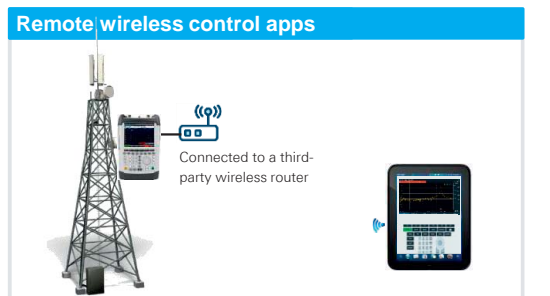 Remote wireless control apps
Connected to a third-
party wireless router